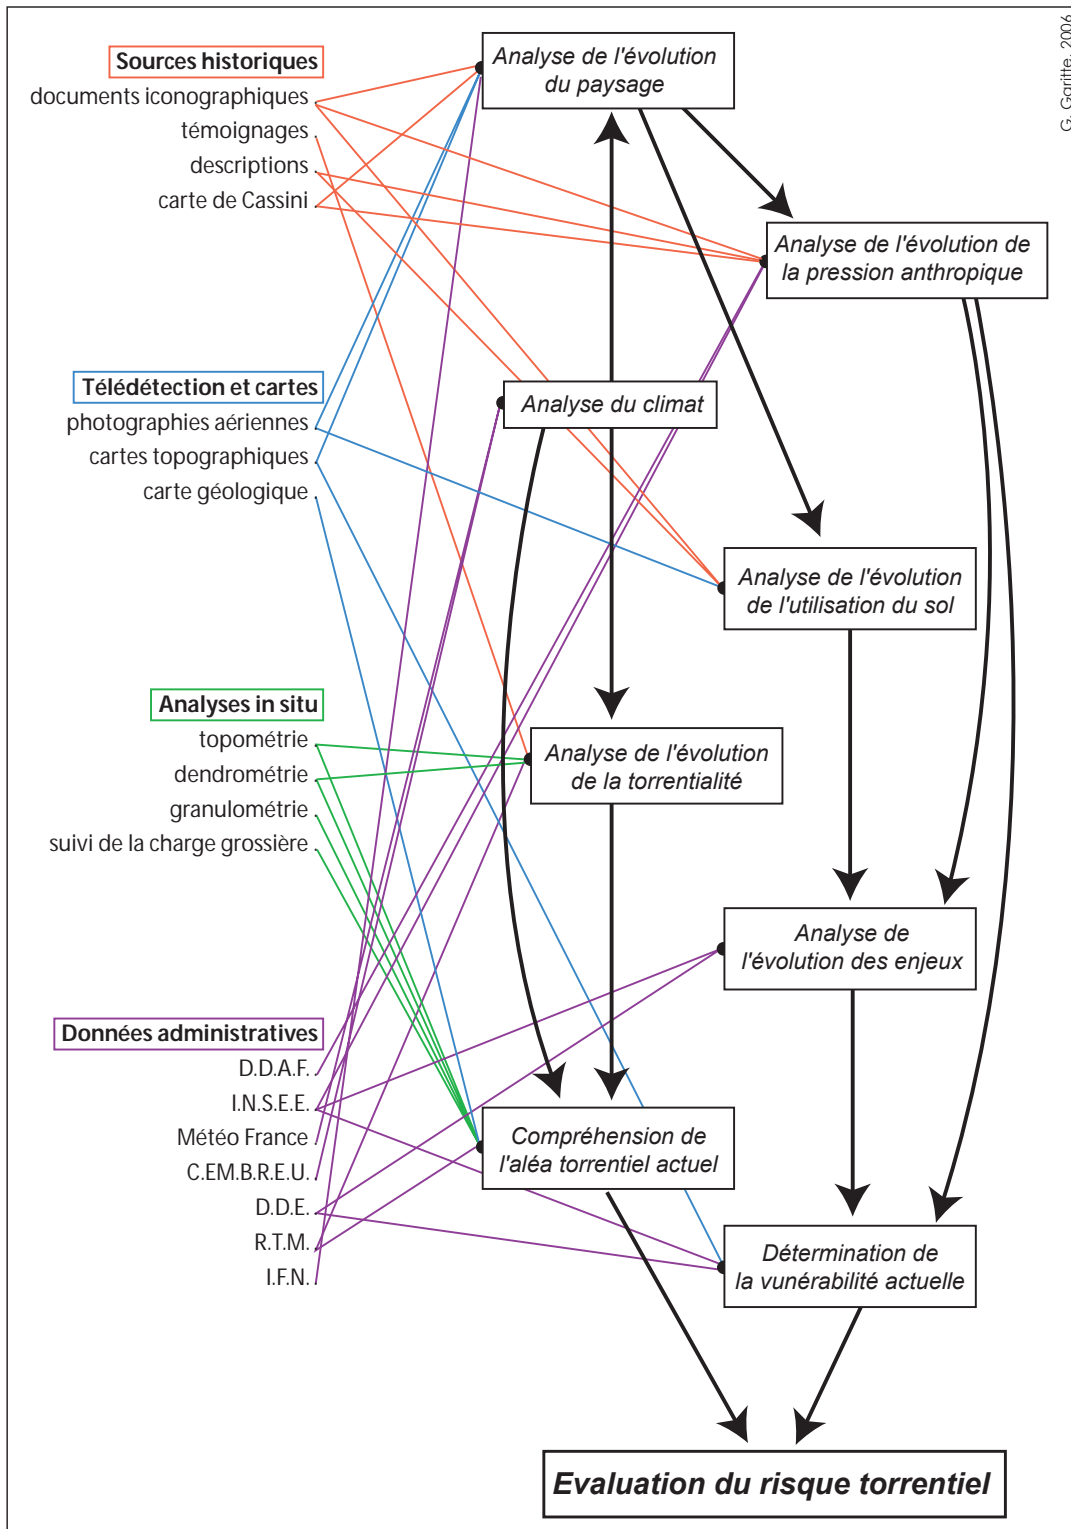 G. Garitte, 2006
Sources historiques
documents iconographiques
témoignages
descriptions
carte de Cassini
Télédétection et cartes
photographies aériennes
cartes topographiques
carte géologique
Analyses in situ
topométrie
dendrométrie
granulométrie
suivi de la charge grossière
Données administratives
D.D.A.F.
I.N.S.E.E.
Météo France
C.EM.B.R.E.U.
D.D.E.
R.T.M.
I.F.N.
Analyse de l'évolution
du paysage
Analyse de l'évolution de
la pression anthropique
Analyse du climat
Analyse de l'évolution
de l'utilisation du sol
Analyse de l'évolution
de la torrentialité
Analyse de
l'évolution des enjeux
Compréhension de
l'aléa torrentiel actuel
Détermination de
la vunérabilité actuelle
Evaluation du risque torrentiel